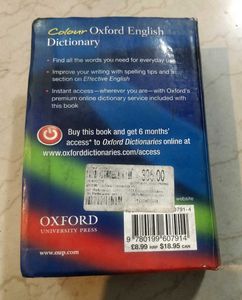 Colour Oxford English
Dictionary
• Find all the words you need for everyday use
• Improve your writing with spelling tips and
section on Effective English
• Instant access—wherever you are—with Oxford's
premium online dictionary service included with
this book
Buy this book and get 6 months'
access* to Oxford Dictionaries online at
www.oxforddictionaries.com/access
website
OXFORD
UNIVERSITY PRESS
www.oup.com
9 780199 607914
£8.99 RRP $18.95 CAN